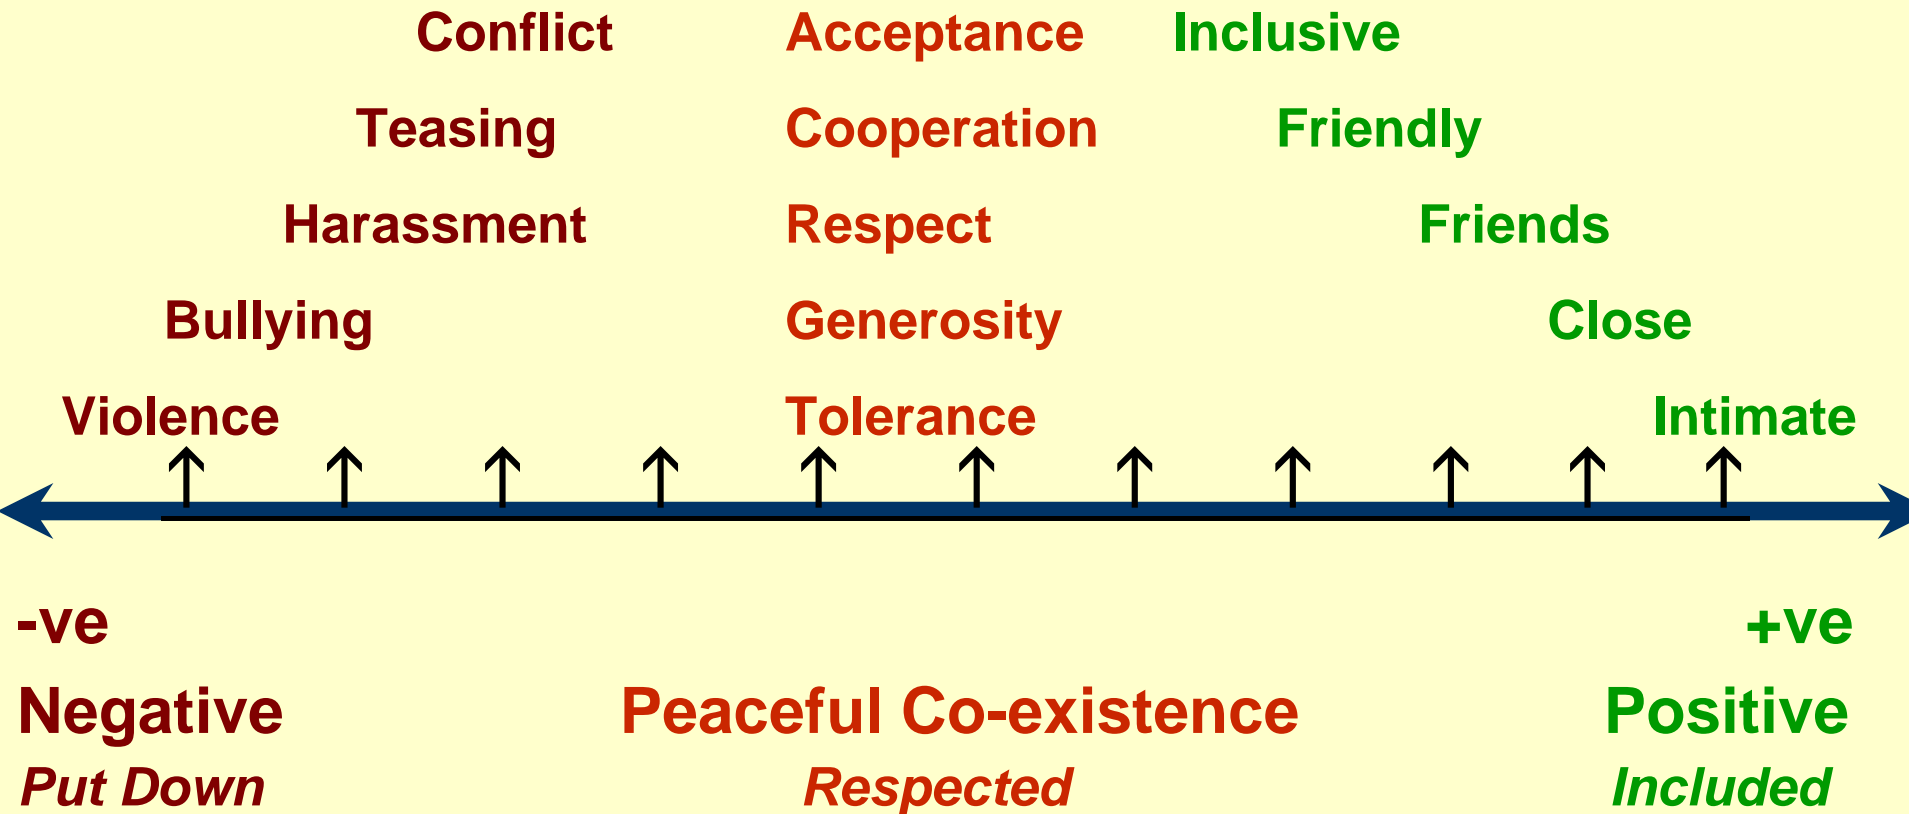 Conflict Acceptance Inclusive
Teasing Cooperation Friendly
Harassment Respect Friends
Bullying Generosity Close
Violence Tolerance Intimate
-ve +ve
Negative Peaceful Co-existence Positive
Put Down Respected Included